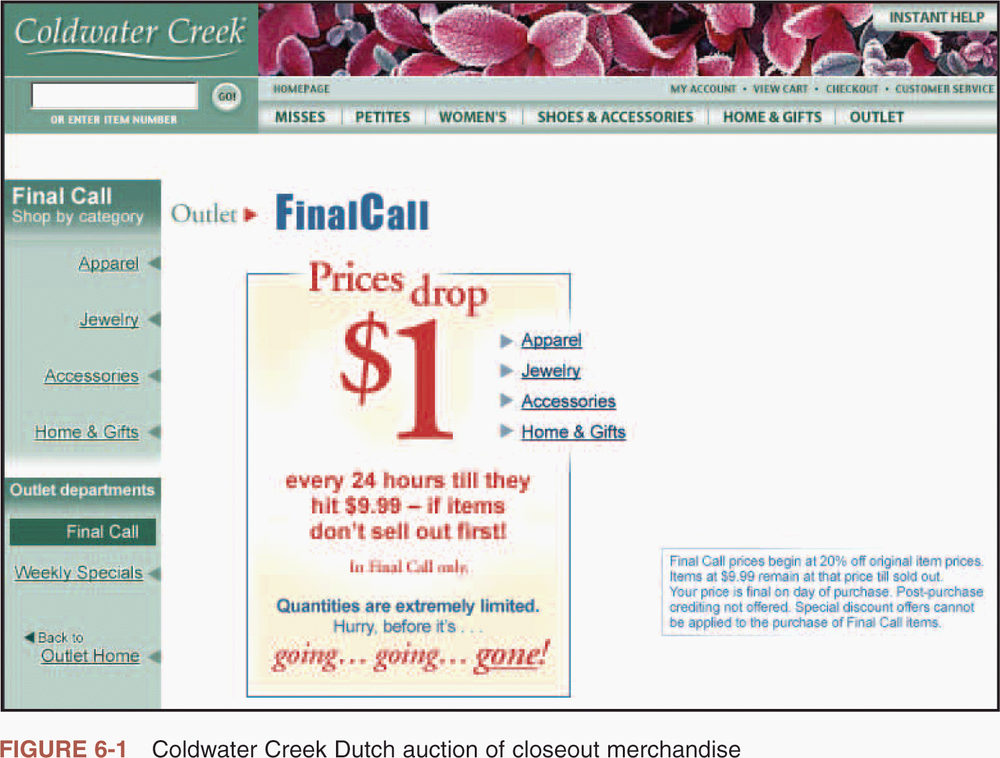 Coldwater Creek
INSTANT HELP
GO!
OR ENTER ITEM NUMBER
HOMEPAGE
MY ACCOUNT • VIEW CART • CHECKOUT • CUSTOMER SERVICE
MISSES | PETITES | WOMEN'S | SHOES & ACCESSORIES | HOME & GIFTS | OUTLET
Final Call
Shop by category
Apparel
Jewelry
Accessories
Home & Gifts
Outlet departments
Final Call
Weekly Specials
Back to
Outlet Home
Outlet FinalCall
Prices drop
$1
Apparel
Jewelry
Accessories
Home & Gifts
every 24 hours till they
hit $9.99 – if items
don't sell out first!
In Final Call only.
Quantities are extremely limited.
Hurry, before it's . . .
going... going... gone!
Final Call prices begin at 20% off original item prices.
Items at $9.99 remain at that price till sold out.
Your price is final on day of purchase. Post-purchase
crediting not offered. Special discount offers cannot
be applied to the purchase of Final Call items.
FIGURE 6-1 Coldwater Creek Dutch auction of closeout merchandise